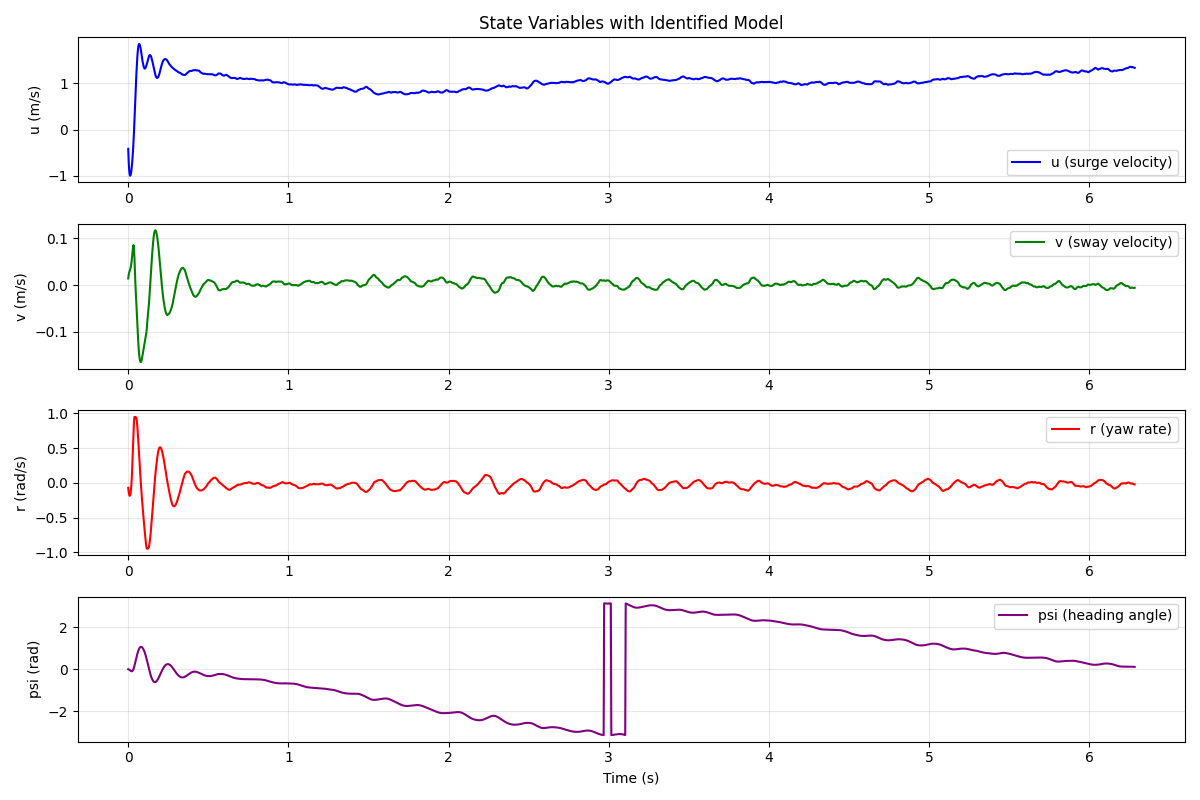 State Variables with Identified Model
u (m/s)
1
0
−1
u (surge velocity)
0 1 2 3 4 5 6
v (m/s)
0.1
0.0
−0.1
v (sway velocity)
0 1 2 3 4 5 6
r (rad/s)
1.0
0.5
0.0
−0.5
−1.0
r (yaw rate)
0 1 2 3 4 5 6
psi (rad)
2
0
−2
psi (heading angle)
0 1 2 3 4 5 6
Time (s)